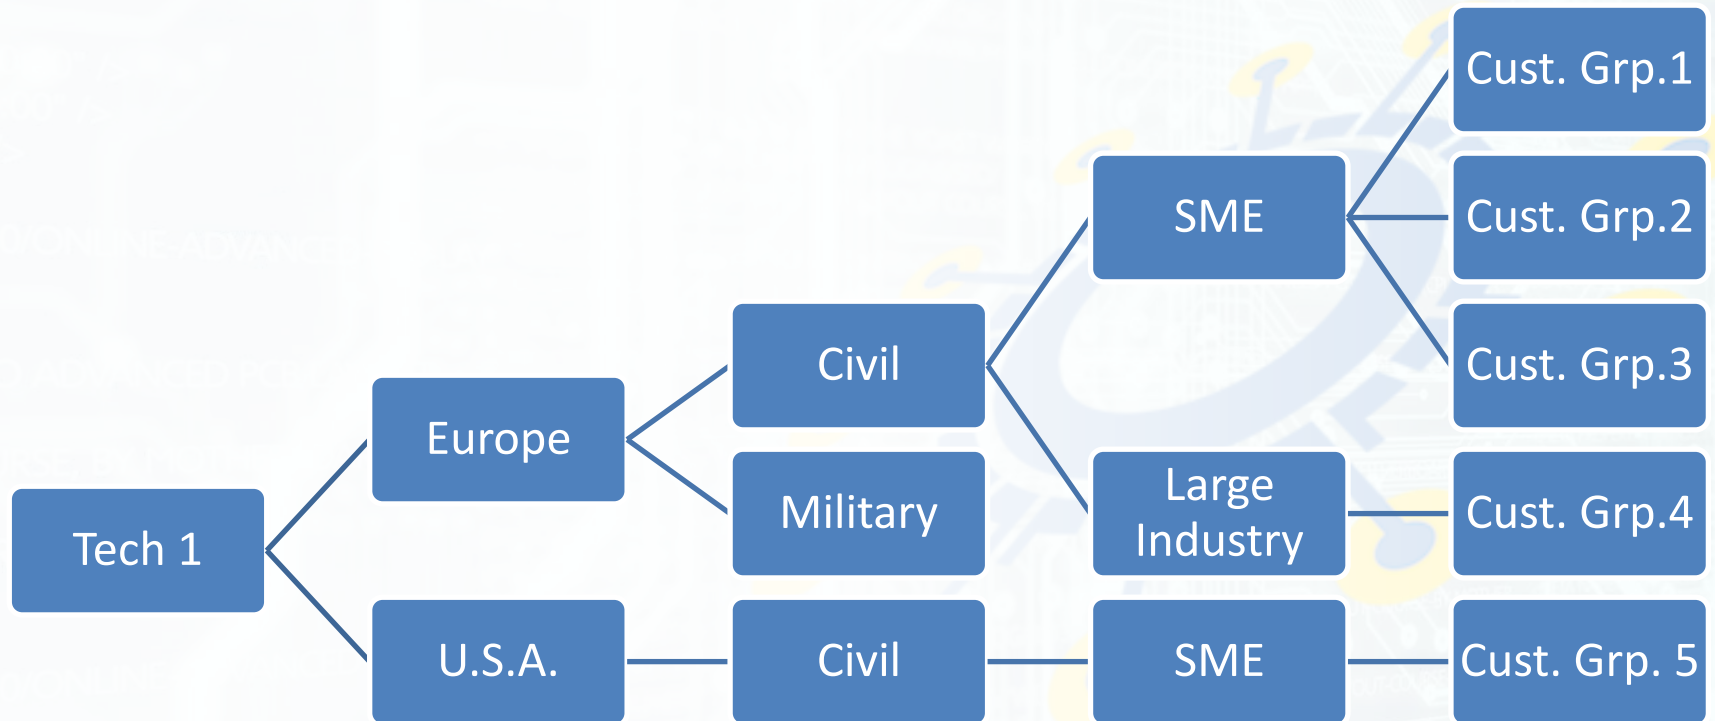 Tech 1
Europe
U.S.A.
Civil
Military
Civil
SME
Large
Industry
SME
Cust. Grp.1
Cust. Grp.2
Cust. Grp.3
Cust. Grp.4
Cust. Grp. 5